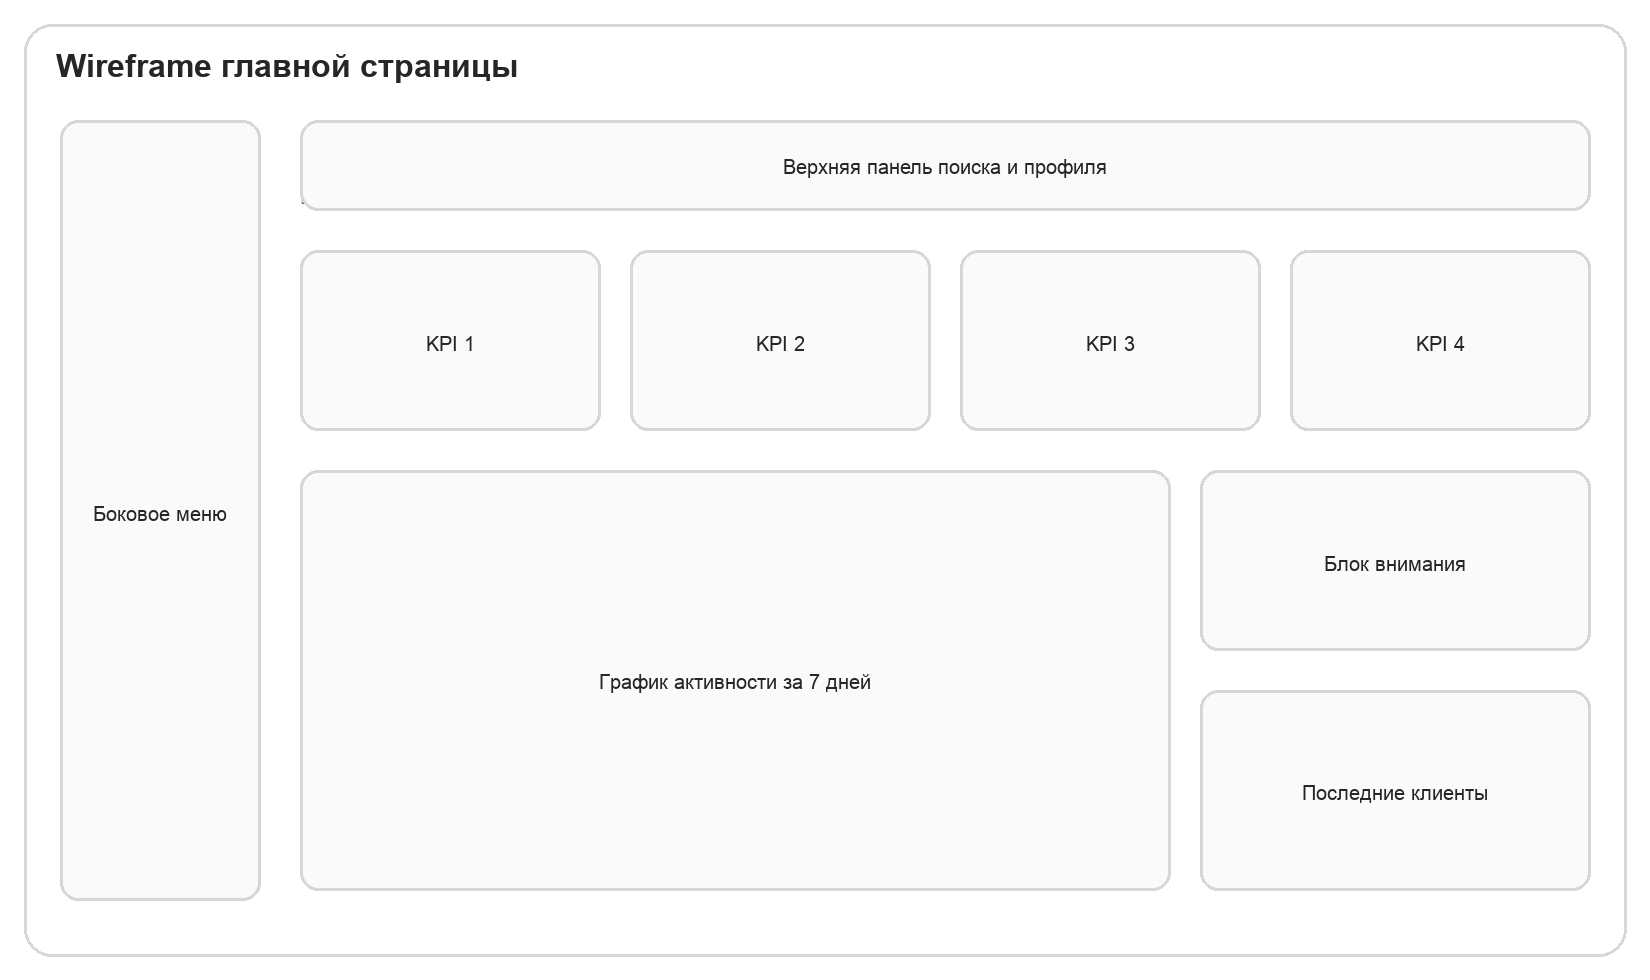 Wireframe главной страницы
Верхняя панель поиска и профиля
KPI 1
KPI 2
KPI 3
KPI 4
Боковое меню
График активности за 7 дней
Блок внимания
Последние клиенты